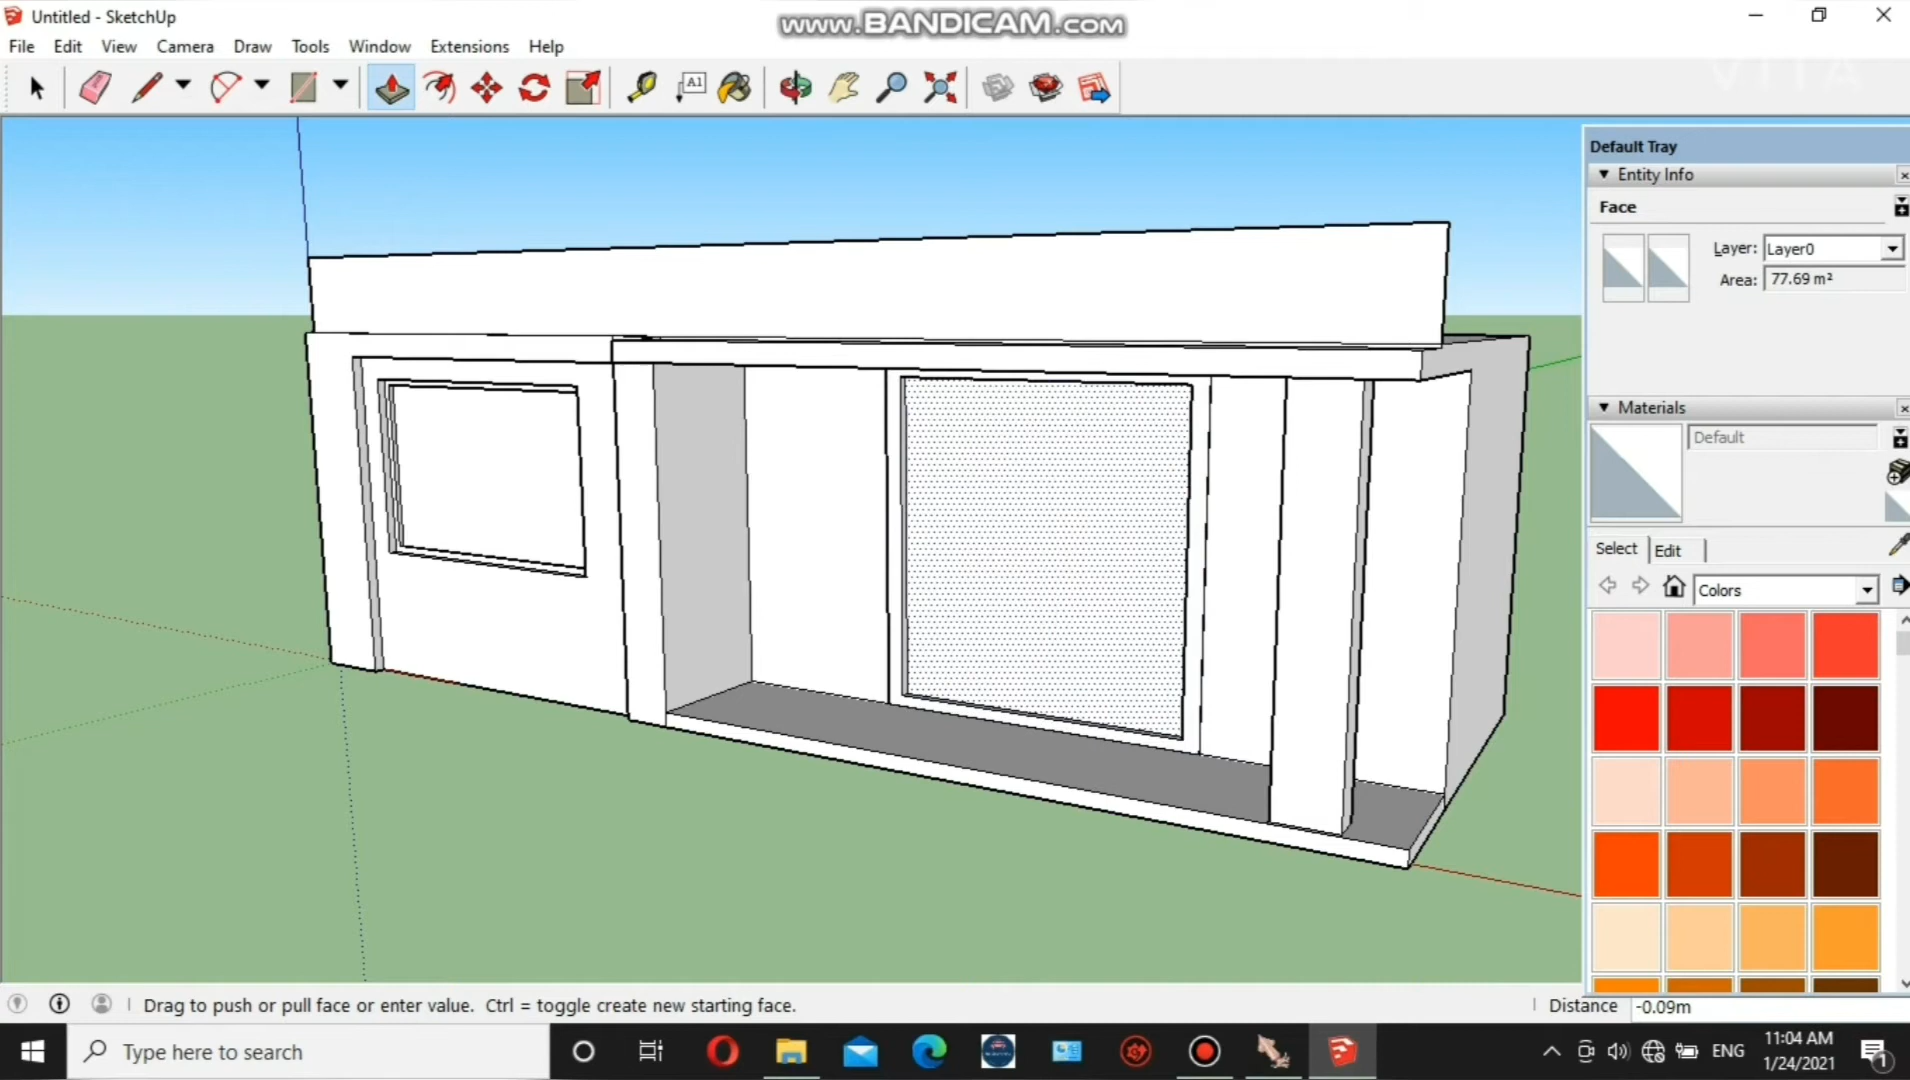 Untitled - SketchUp
www.BANDICAM.com
File Edit View Camera Draw Tools Window Extensions Help
A1
VITA
Default Tray
Entity Info
Face
Layer: Layer0
Area: 77.69 m²
Materials
Default
Select Edit
Colors
Drag to push or pull face or enter value. Ctrl = toggle create new starting face.
Distance -0.09m
Type here to search
ENG
11:04 AM
1/24/2021
1